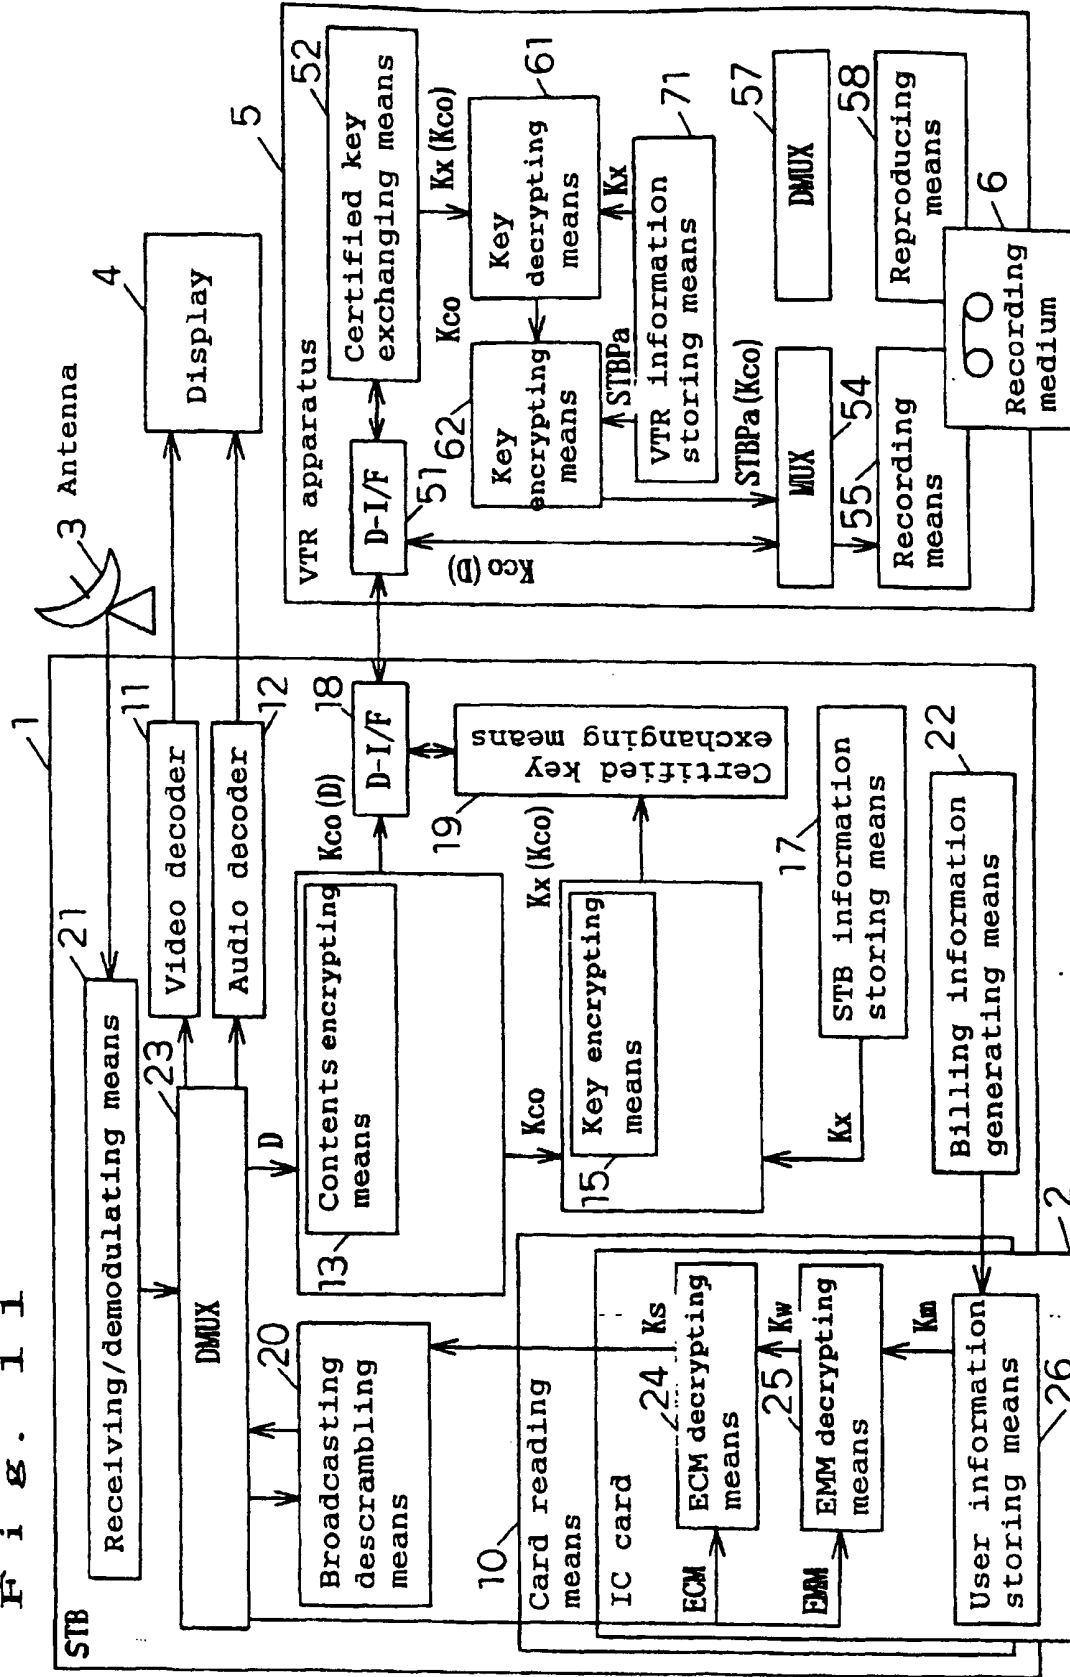 Fig. 11
STB
1
Receiving/demodulating means
21
3
Antenna
4
Display
DMUX
23
Video decoder
11
Audio decoder
12
D
20
Broadcasting
descrambling
means
Contents encrypting
means
13
Kco(D)
D-I/F
18
Kco
Key encrypting
means
15
Kx(Kco)
19
Certified key
exchanging means
Kx
17
STB information
storing means
22
Billing information
generating means
10
Card reading
means
IC card
2
ECM
Ks
24
ECM decrypting
means
EMM
Kw
25
EMM decrypting
means
Km
User information
storing means
26
5
VTR apparatus
D-I/F
51
52
Certified key
exchanging means
Kx(Kco)
Kco
61
Key
decrypting
means
62
Key
encrypting
means
Kx
STBPa
71
VTR information
storing means
Kco(D)
STBPa(Kco)
MUX
54
DMUX
57
55
Recording
means
58
Reproducing
means
6
Recording
medium